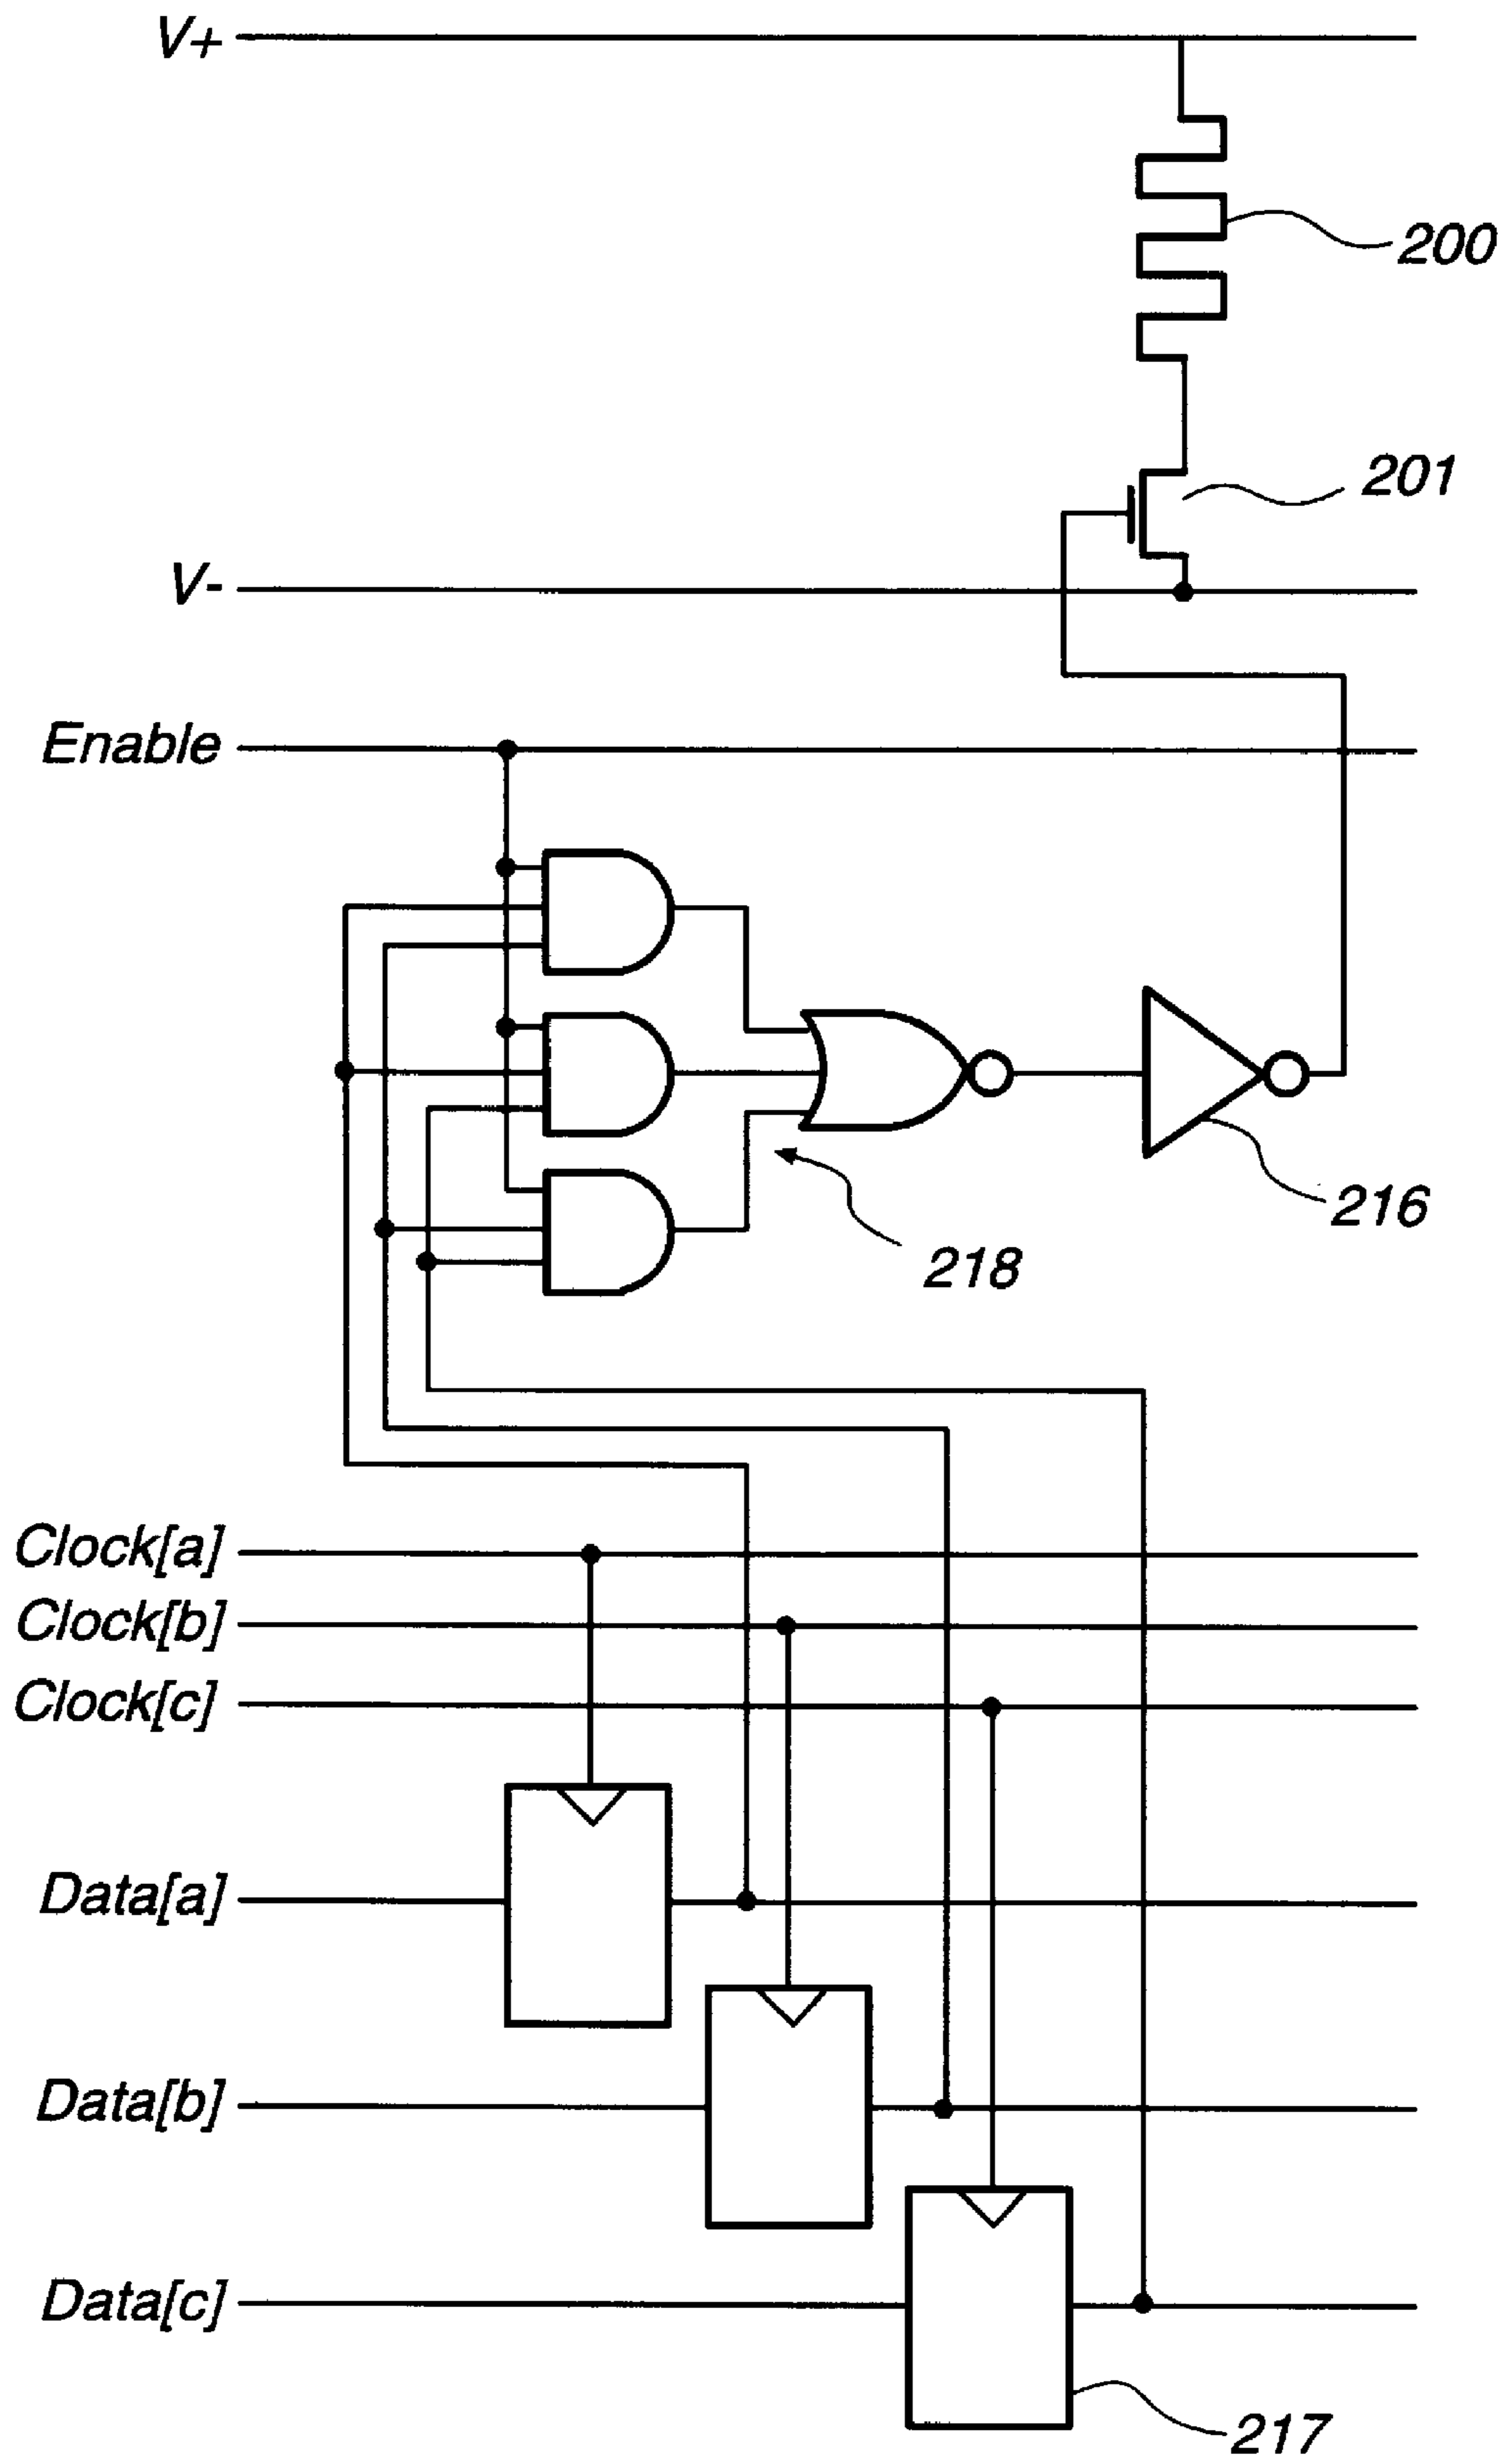 V+
200
201
V-
Enable
216
218
Clock[a]
Clock[b]
Clock[c]
Data[a]
Data[b]
Data[c]
217